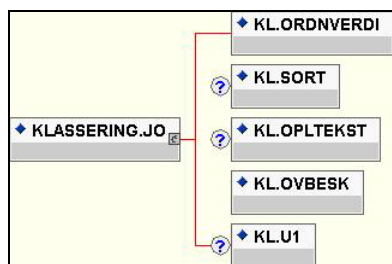 KL.ORDNVERDI
? KL.SORT
KLASSERING.JO
? KL.OPLTEKST
KL.OVBESK
? KL.U1